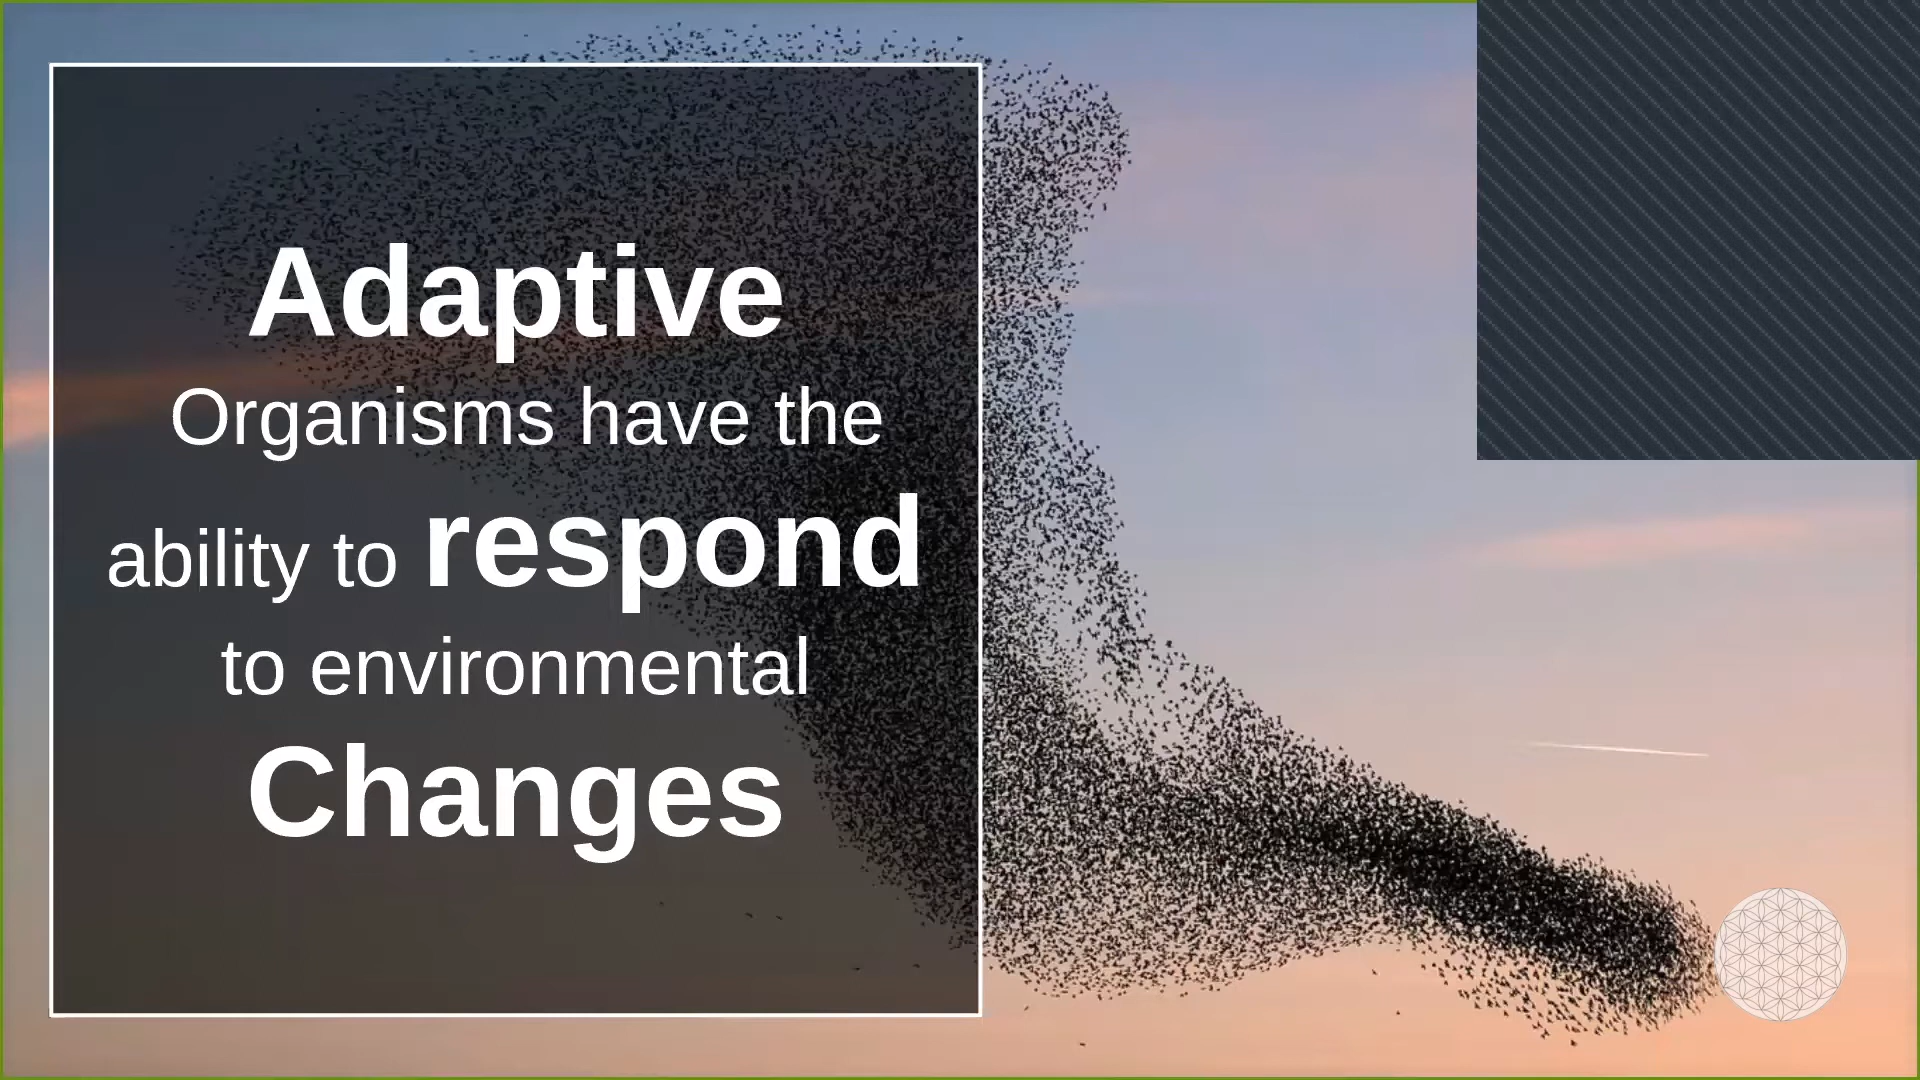 Adaptive
Organisms have the
ability to respond
to environmental
Changes